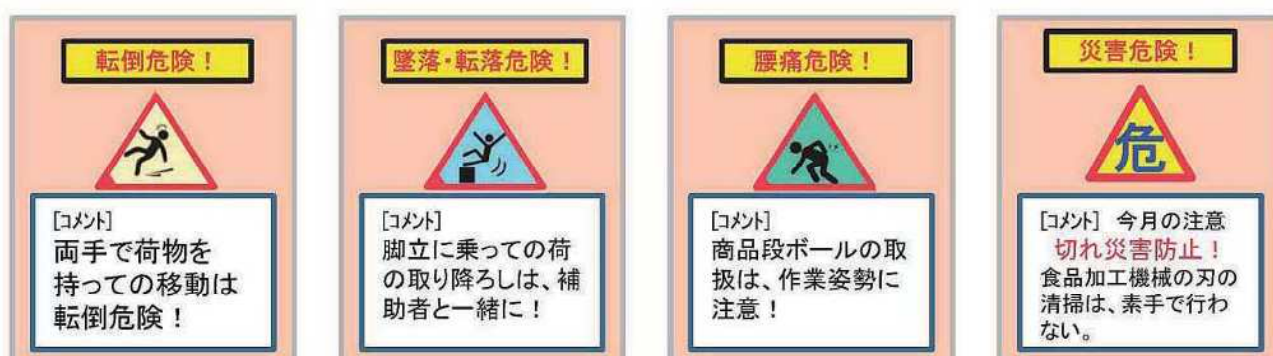 転倒危険！
[コメント]
両手で荷物を
持っての移動は
転倒危険！
墜落・転落危険！
[コメント]
脚立に乗っての荷
の取り降ろしは、補
助者と一緒に！
腰痛危険！
[コメント]
商品段ボールの取
扱は、作業姿勢に
注意！
災害危険！
危
[コメント] 今月の注意
切れ災害防止！
食品加工機械の刃の
清掃は、素手で行わ
ない。